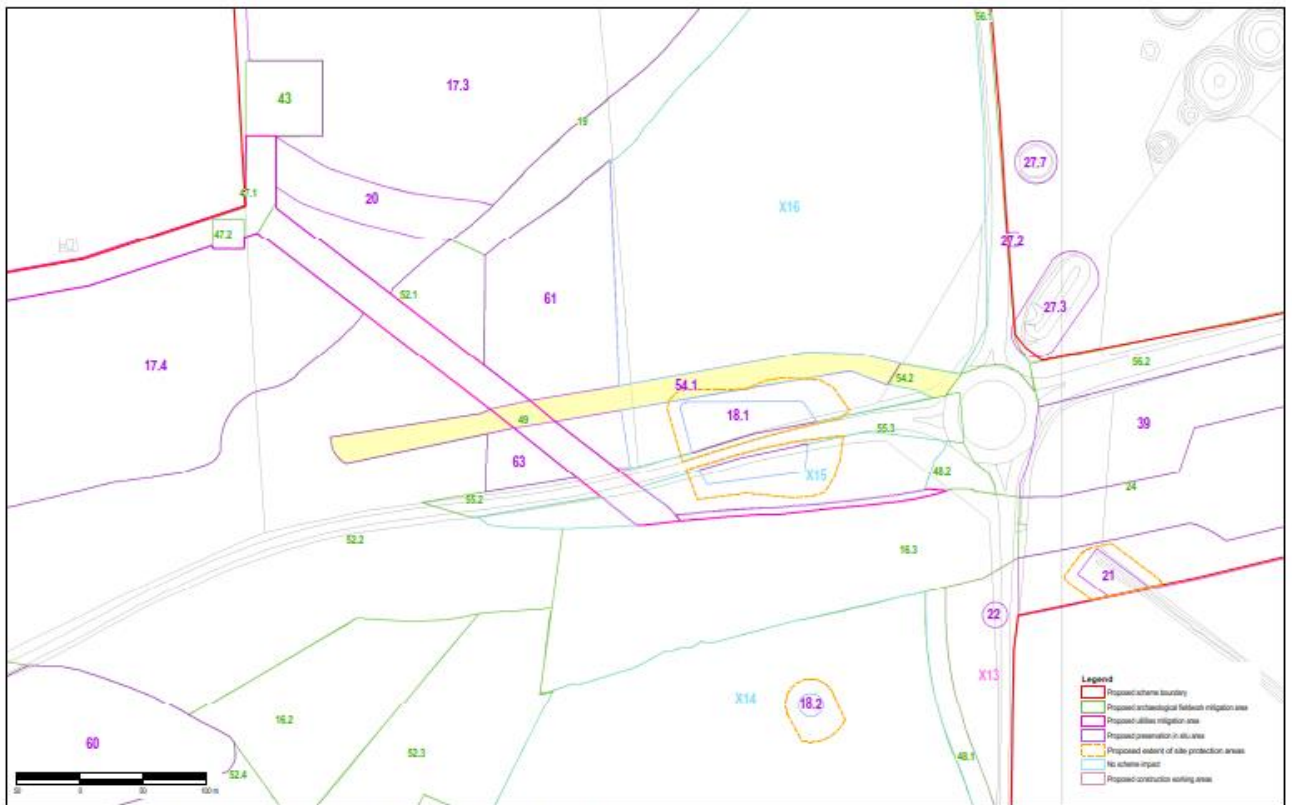 56.1
43
17.3
19
27.7
47.1
20
X16
47.2
27.2
52.1
61
27.3
17.4
56.2
54.1
54.2
18.1
49
55.3
39
63
X15
48.2
24
55.2
52.2
16.3
21
22
X13
X14
18.2
16.2
60
52.3
52.4
48.1
Legend
Proposed scheme boundary
Proposed archaeological fieldwork mitigation area
Proposed utilities mitigation area
Proposed preservation in situ area
Proposed extent of site protection areas
No scheme impact
Proposed construction working areas
50 0 50 100 m